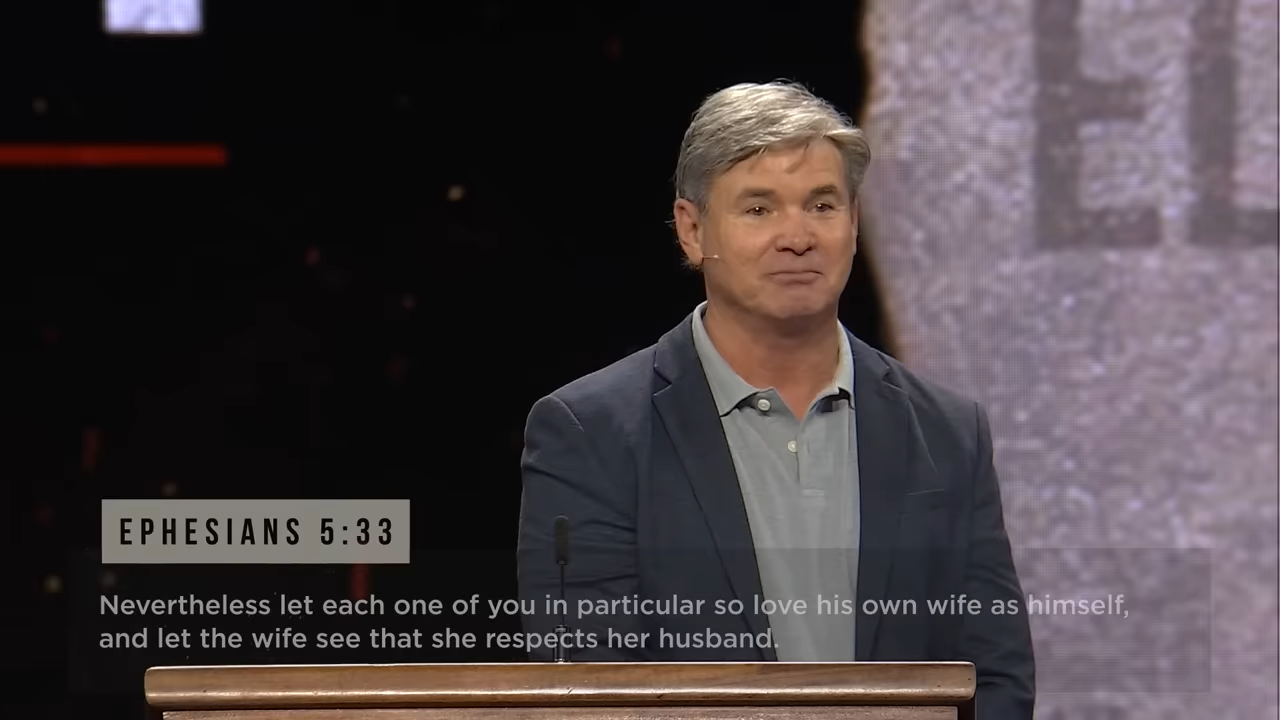 EL
EPHESIANS 5:33
Nevertheless let each one of you in particular so love his own wife as himself,
and let the wife see that she respects her husband.